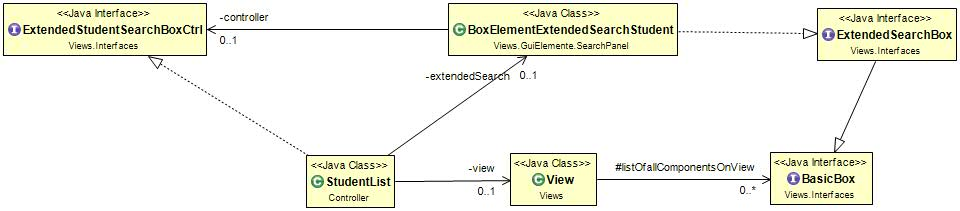 <<Java Interface>>
ExtendedStudentSearchBoxCtrl
Views.Interfaces
-controller
0..1
<<Java Class>>
BoxElementExtendedSearchStudent
Views.GuiElemente.SearchPanel
<<Java Interface>>
ExtendedSearchBox
Views.Interfaces
-extendedSearch
0..1
<<Java Class>>
StudentList
Controller
-view
0..1
<<Java Class>>
View
Views
#listOfallComponentsOnView
0..*
<<Java Interface>>
BasicBox
Views.Interfaces